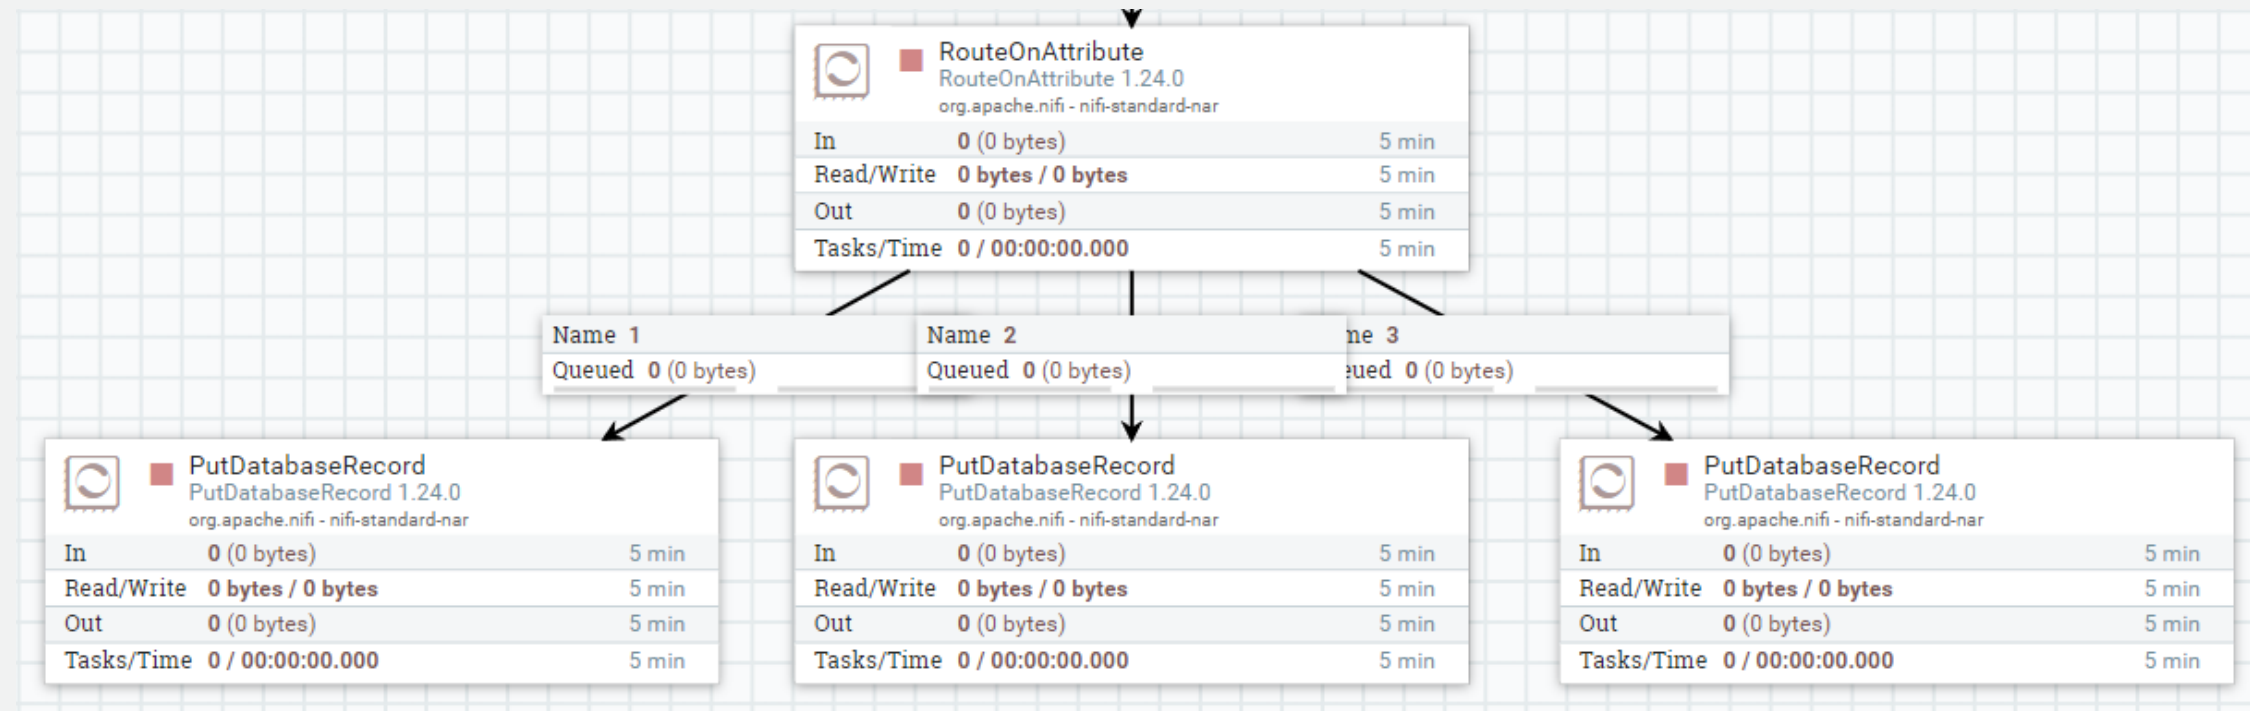 RouteOnAttribute
RouteOnAttribute 1.24.0
org.apache.nifi - nifi-standard-nar
In 0 (0 bytes) 5 min
Read/Write 0 bytes / 0 bytes 5 min
Out 0 (0 bytes) 5 min
Tasks/Time 0 / 00:00:00.000 5 min
Name 1
Queued 0 (0 bytes)
Name 2
Queued 0 (0 bytes)
me 3
eued 0 (0 bytes)
PutDatabaseRecord
PutDatabaseRecord 1.24.0
org.apache.nifi - nifi-standard-nar
In 0 (0 bytes) 5 min
Read/Write 0 bytes / 0 bytes 5 min
Out 0 (0 bytes) 5 min
Tasks/Time 0 / 00:00:00.000 5 min
PutDatabaseRecord
PutDatabaseRecord 1.24.0
org.apache.nifi - nifi-standard-nar
In 0 (0 bytes) 5 min
Read/Write 0 bytes / 0 bytes 5 min
Out 0 (0 bytes) 5 min
Tasks/Time 0 / 00:00:00.000 5 min
PutDatabaseRecord
PutDatabaseRecord 1.24.0
org.apache.nifi - nifi-standard-nar
In 0 (0 bytes) 5 min
Read/Write 0 bytes / 0 bytes 5 min
Out 0 (0 bytes) 5 min
Tasks/Time 0 / 00:00:00.000 5 min